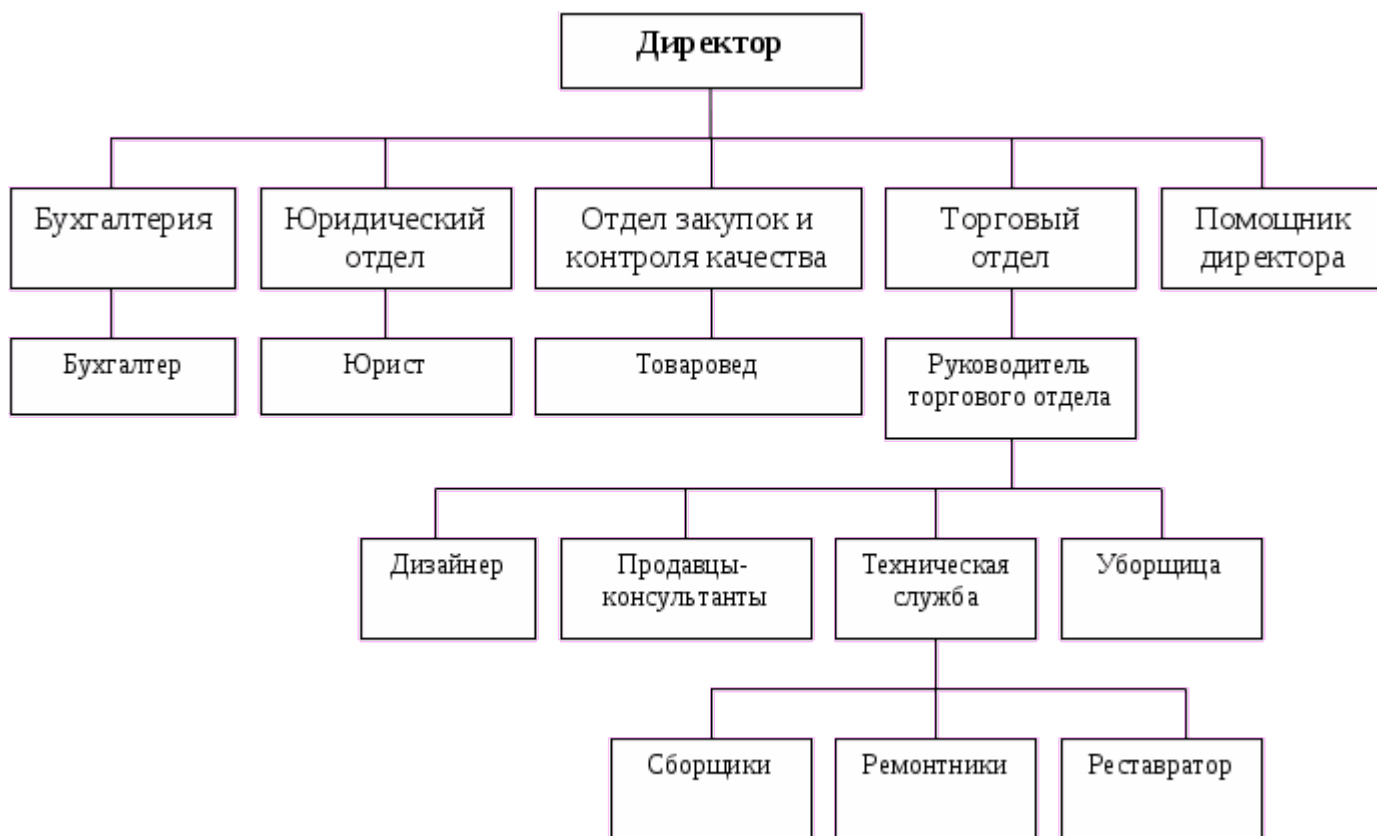 Директор
Бухгалтерия
Юридический
отдел
Отдел закупок и
контроля качества
Торговый
отдел
Помощник
директора
Бухгалтер
Юрист
Товаровед
Руководитель
торгового отдела
Дизайнер
Продавцы-
консультанты
Техническая
служба
Уборщица
Сборщики
Ремонтники
Реставратор